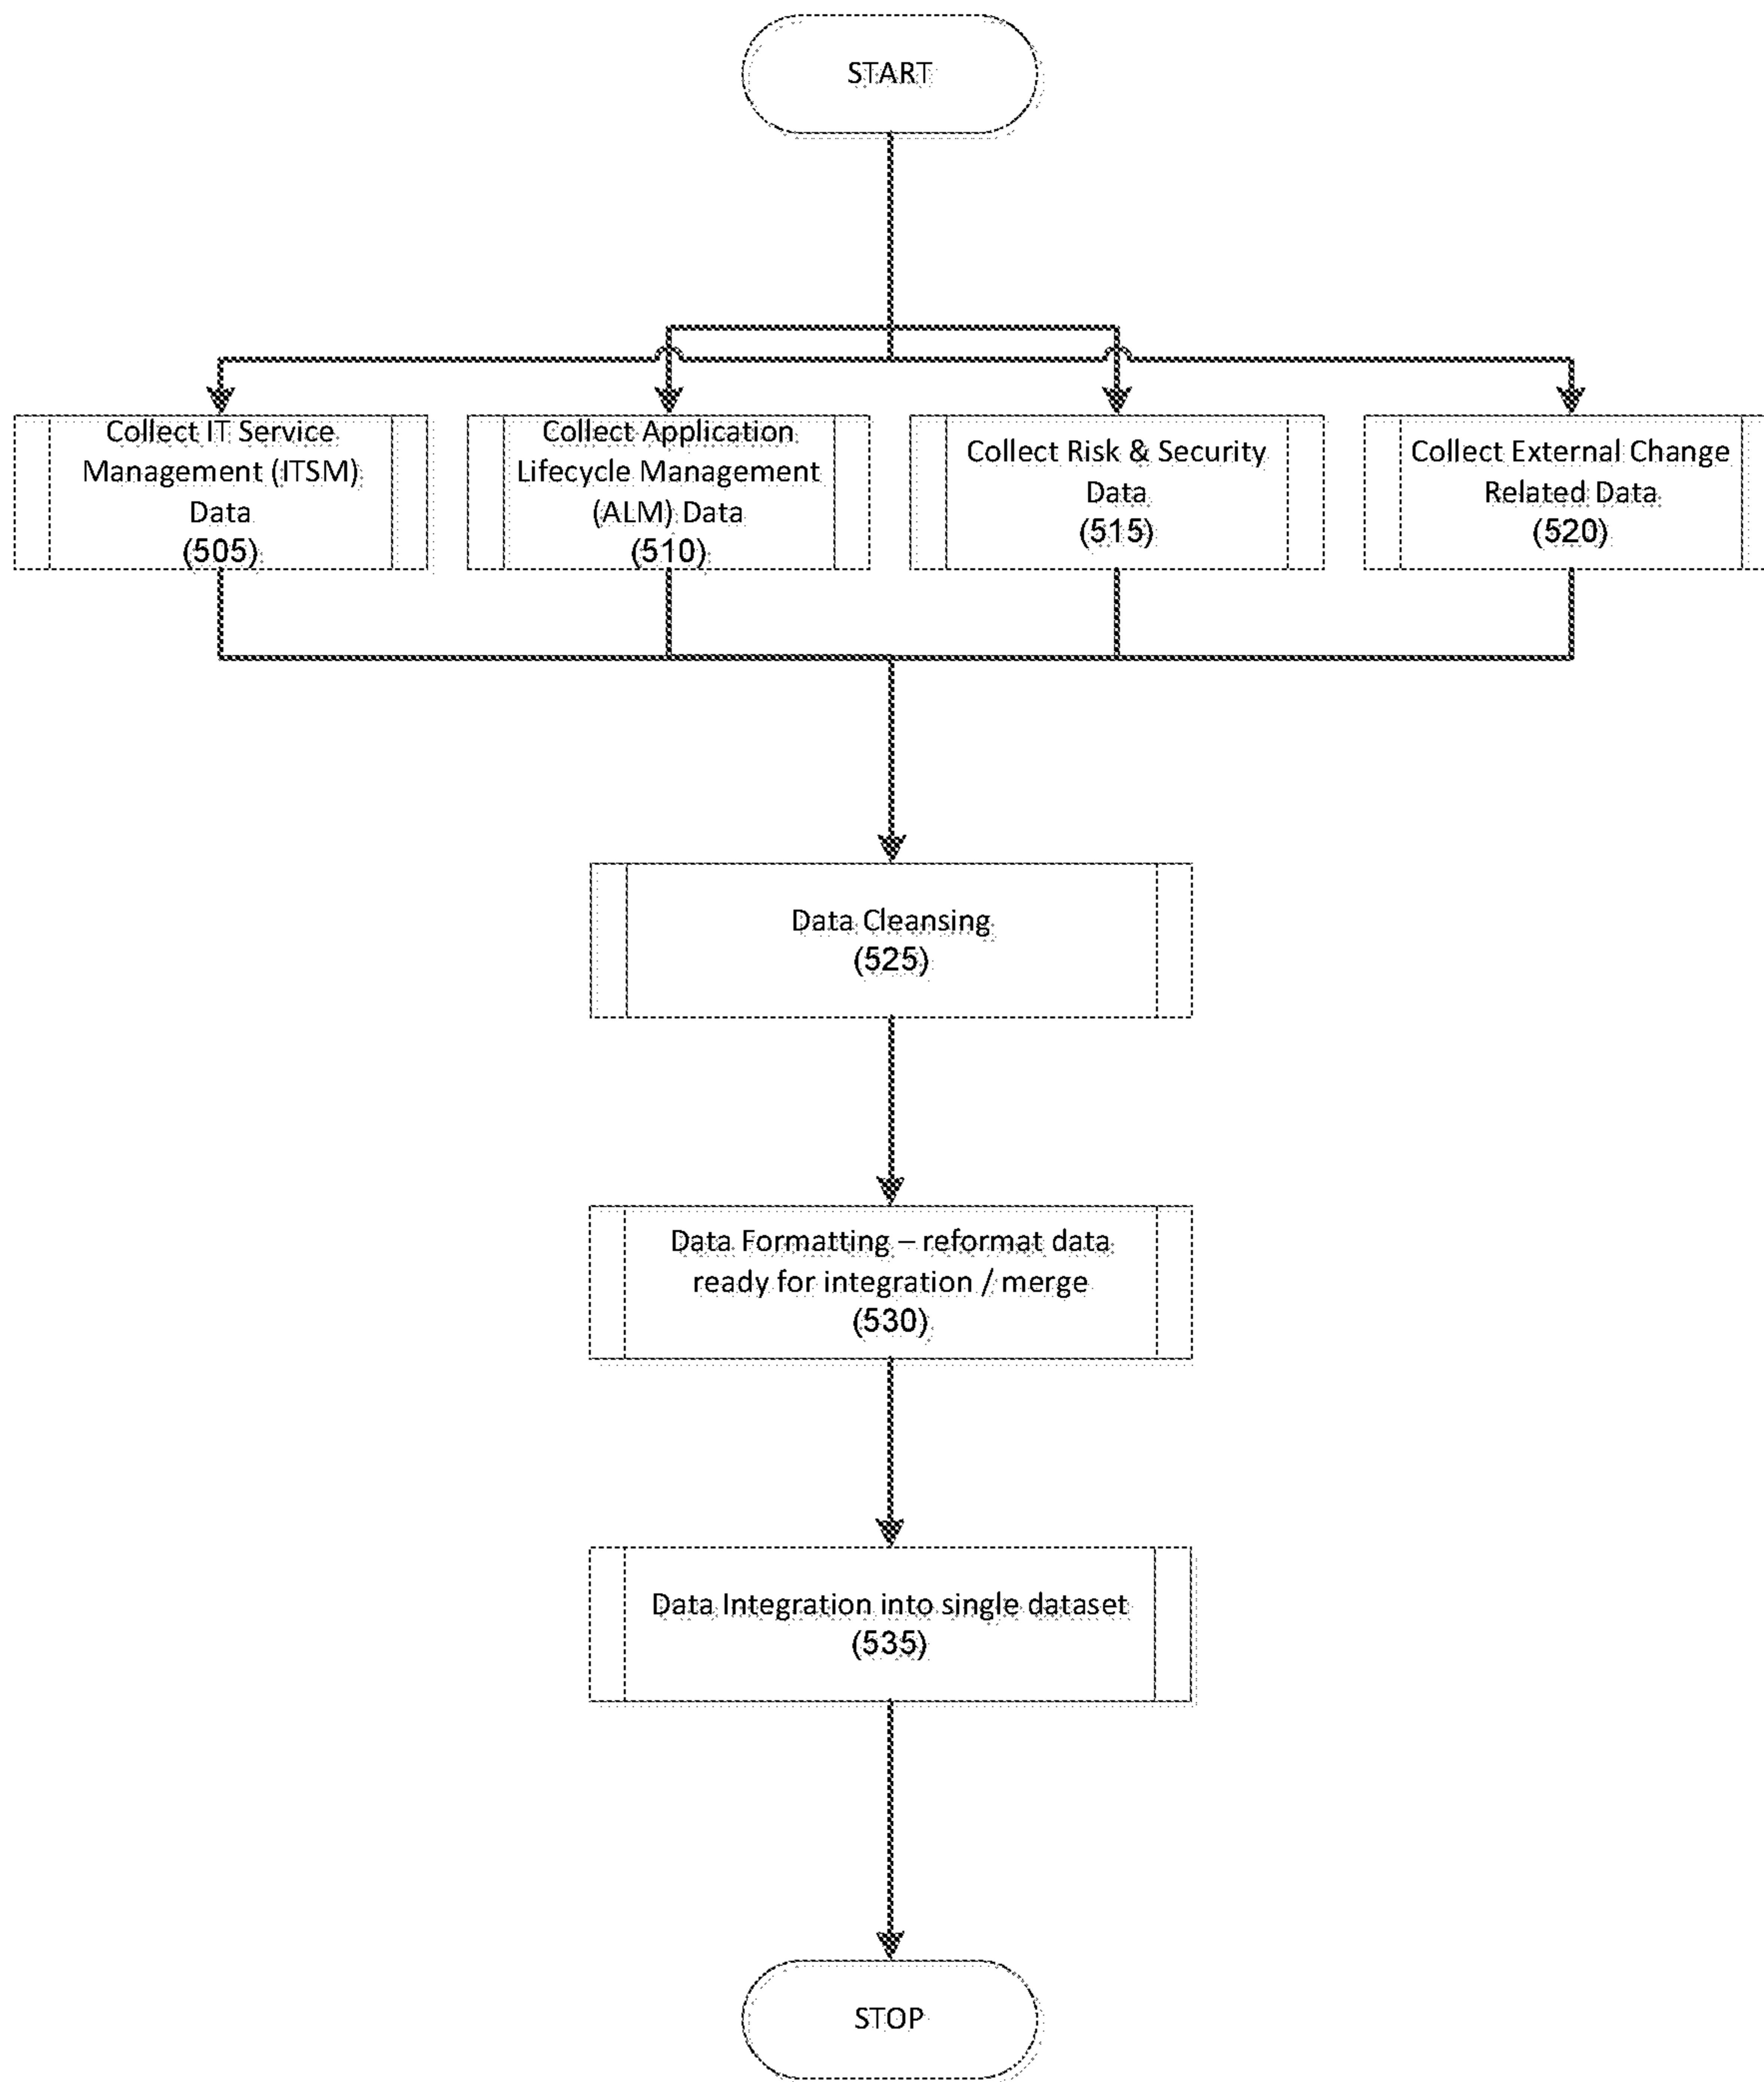 START
Collect IT Service
Management (ITSM)
Data
(505)
Collect Application
Lifecycle Management
(ALM) Data
(510)
Collect Risk & Security
Data
(515)
Collect External Change
Related Data
(520)
Data Cleansing
(525)
Data Formatting – reformat data
ready for integration / merge
(530)
Data Integration into single dataset
(535)
STOP